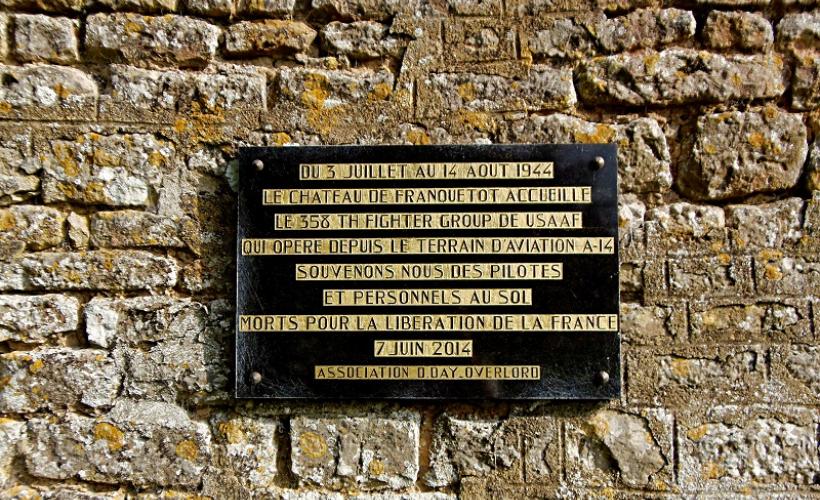 DU 3 JUILLET AU 14 AOUT 1944
LE CHATEAU DE FRANQUETOT ACCUEILLE
LE 358 TH FIGHTER GROUP DE USAAF
QUI OPERE DEPUIS LE TERRAIN D'AVIATION A-14
SOUVENONS NOUS DES PILOTES
ET PERSONNELS AU SOL
MORTS POUR LA LIBERATION DE LA FRANCE
7 JUIN 2014
ASSOCIATION D DAY OVERLORD